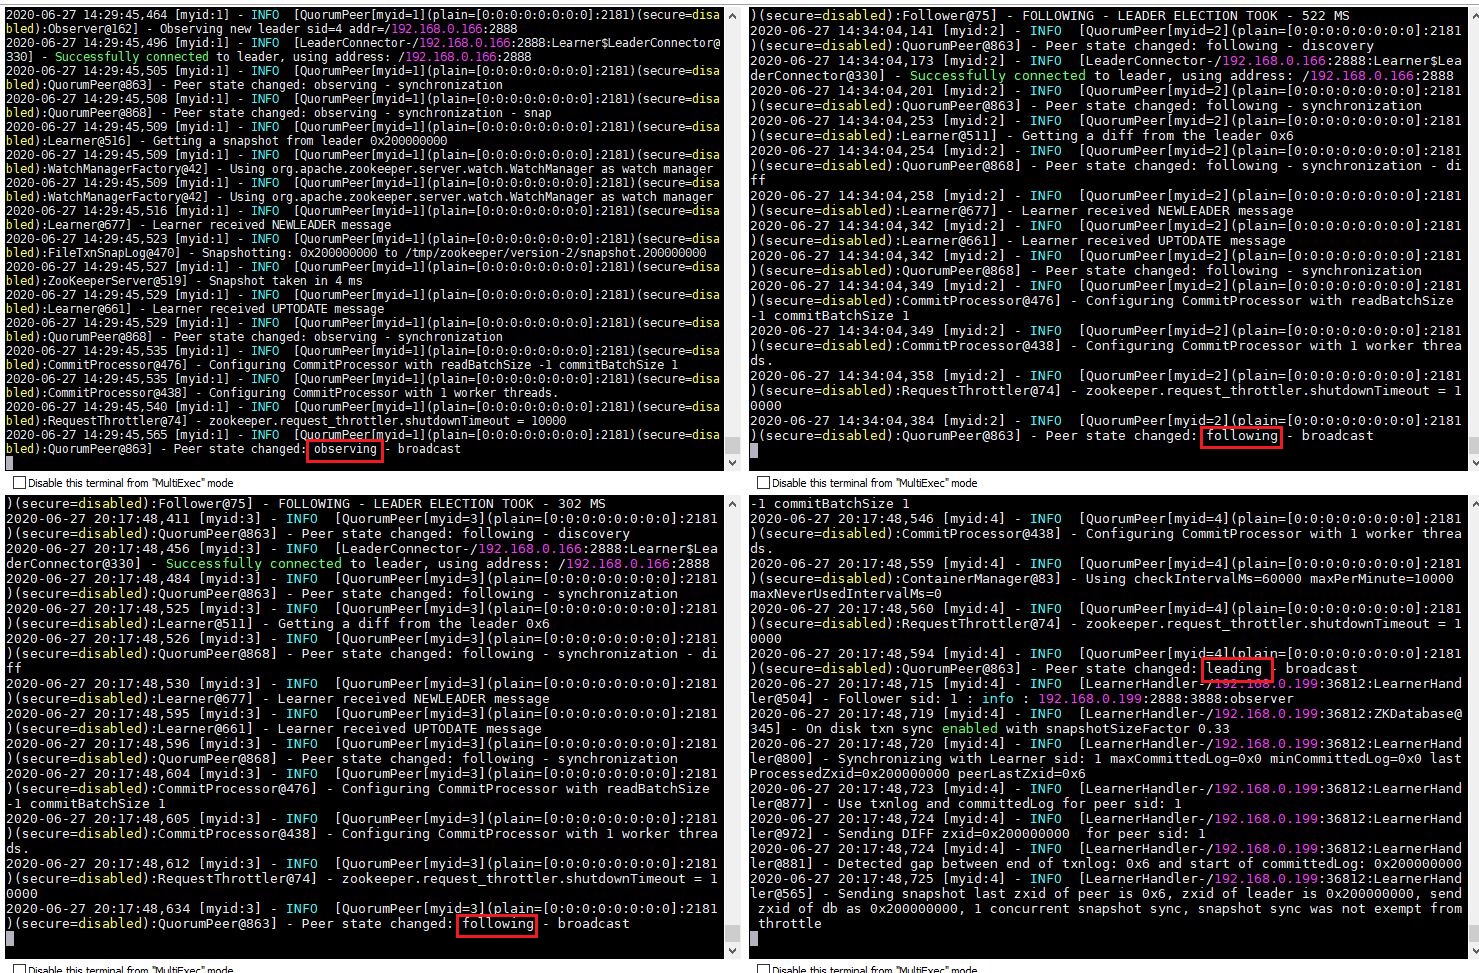 2020-06-27 14:29:45,464 [myid:1] - INFO  [QuorumPeer[myid=1](plain=[0:0:0:0:0:0:0:0]:2181)(secure=disa
bled):Observer@162] - Observing new leader sid=4 addr=/192.168.0.166:2888
2020-06-27 14:29:45,496 [myid:1] - INFO  [LeaderConnector-/192.168.0.166:2888:Learner$LeaderConnector@
330] - Successfully connected to leader, using address: /192.168.0.166:2888
2020-06-27 14:29:45,505 [myid:1] - INFO  [QuorumPeer[myid=1](plain=[0:0:0:0:0:0:0:0]:2181)(secure=disa
bled):QuorumPeer@863] - Peer state changed: observing - synchronization
2020-06-27 14:29:45,508 [myid:1] - INFO  [QuorumPeer[myid=1](plain=[0:0:0:0:0:0:0:0]:2181)(secure=disa
bled):QuorumPeer@868] - Peer state changed: observing - synchronization - snap
2020-06-27 14:29:45,509 [myid:1] - INFO  [QuorumPeer[myid=1](plain=[0:0:0:0:0:0:0:0]:2181)(secure=disa
bled):Learner@516] - Getting a snapshot from leader 0x200000000
2020-06-27 14:29:45,509 [myid:1] - INFO  [QuorumPeer[myid=1](plain=[0:0:0:0:0:0:0:0]:2181)(secure=disa
bled):WatchManagerFactory@42] - Using org.apache.zookeeper.server.watch.WatchManager as watch manager
2020-06-27 14:29:45,509 [myid:1] - INFO  [QuorumPeer[myid=1](plain=[0:0:0:0:0:0:0:0]:2181)(secure=disa
bled):WatchManagerFactory@42] - Using org.apache.zookeeper.server.watch.WatchManager as watch manager
2020-06-27 14:29:45,516 [myid:1] - INFO  [QuorumPeer[myid=1](plain=[0:0:0:0:0:0:0:0]:2181)(secure=disa
bled):Learner@677] - Learner received NEWLEADER message
2020-06-27 14:29:45,523 [myid:1] - INFO  [QuorumPeer[myid=1](plain=[0:0:0:0:0:0:0:0]:2181)(secure=disa
bled):FileTxnSnapLog@470] - Snapshotting: 0x200000000 to /tmp/zookeeper/version-2/snapshot.200000000
2020-06-27 14:29:45,527 [myid:1] - INFO  [QuorumPeer[myid=1](plain=[0:0:0:0:0:0:0:0]:2181)(secure=disa
bled):ZooKeeperServer@519] - Snapshot taken in 4 ms
2020-06-27 14:29:45,529 [myid:1] - INFO  [QuorumPeer[myid=1](plain=[0:0:0:0:0:0:0:0]:2181)(secure=disa
bled):Learner@661] - Learner received UPTODATE message
2020-06-27 14:29:45,529 [myid:1] - INFO  [QuorumPeer[myid=1](plain=[0:0:0:0:0:0:0:0]:2181)(secure=disa
bled):QuorumPeer@868] - Peer state changed: observing - synchronization
2020-06-27 14:29:45,535 [myid:1] - INFO  [QuorumPeer[myid=1](plain=[0:0:0:0:0:0:0:0]:2181)(secure=disa
bled):CommitProcessor@476] - Configuring CommitProcessor with readBatchSize -1 commitBatchSize 1
2020-06-27 14:29:45,535 [myid:1] - INFO  [QuorumPeer[myid=1](plain=[0:0:0:0:0:0:0:0]:2181)(secure=disa
bled):CommitProcessor@438] - Configuring CommitProcessor with 1 worker threads.
2020-06-27 14:29:45,540 [myid:1] - INFO  [QuorumPeer[myid=1](plain=[0:0:0:0:0:0:0:0]:2181)(secure=disa
bled):RequestThrottler@74] - zookeeper.request_throttler.shutdownTimeout = 10000
2020-06-27 14:29:45,565 [myid:1] - INFO  [QuorumPeer[myid=1](plain=[0:0:0:0:0:0:0:0]:2181)(secure=disa
bled):QuorumPeer@863] - Peer state changed: observing - broadcast
Disable this terminal from "MultiExec" mode
)(secure=disabled):Follower@75] - FOLLOWING - LEADER ELECTION TOOK - 522 MS
2020-06-27 14:34:04,141 [myid:2] - INFO  [QuorumPeer[myid=2](plain=[0:0:0:0:0:0:0:0]:2181
)(secure=disabled):QuorumPeer@863] - Peer state changed: following - discovery
2020-06-27 14:34:04,173 [myid:2] - INFO  [LeaderConnector-/192.168.0.166:2888:Learner$Lea
derConnector@330] - Successfully connected to leader, using address: /192.168.0.166:2888
2020-06-27 14:34:04,201 [myid:2] - INFO  [QuorumPeer[myid=2](plain=[0:0:0:0:0:0:0:0]:2181
)(secure=disabled):QuorumPeer@863] - Peer state changed: following - synchronization
2020-06-27 14:34:04,253 [myid:2] - INFO  [QuorumPeer[myid=2](plain=[0:0:0:0:0:0:0:0]:2181
)(secure=disabled):Learner@511] - Getting a diff from the leader 0x6
2020-06-27 14:34:04,254 [myid:2] - INFO  [QuorumPeer[myid=2](plain=[0:0:0:0:0:0:0:0]:2181
)(secure=disabled):QuorumPeer@868] - Peer state changed: following - synchronization - di
ff
2020-06-27 14:34:04,258 [myid:2] - INFO  [QuorumPeer[myid=2](plain=[0:0:0:0:0:0:0:0]:2181
)(secure=disabled):Learner@677] - Learner received NEWLEADER message
2020-06-27 14:34:04,342 [myid:2] - INFO  [QuorumPeer[myid=2](plain=[0:0:0:0:0:0:0:0]:2181
)(secure=disabled):Learner@661] - Learner received UPTODATE message
2020-06-27 14:34:04,342 [myid:2] - INFO  [QuorumPeer[myid=2](plain=[0:0:0:0:0:0:0:0]:2181
)(secure=disabled):QuorumPeer@868] - Peer state changed: following - synchronization
2020-06-27 14:34:04,349 [myid:2] - INFO  [QuorumPeer[myid=2](plain=[0:0:0:0:0:0:0:0]:2181
)(secure=disabled):CommitProcessor@476] - Configuring CommitProcessor with readBatchSize
-1 commitBatchSize 1
2020-06-27 14:34:04,349 [myid:2] - INFO  [QuorumPeer[myid=2](plain=[0:0:0:0:0:0:0:0]:2181
)(secure=disabled):CommitProcessor@438] - Configuring CommitProcessor with 1 worker threa
ds.
2020-06-27 14:34:04,358 [myid:2] - INFO  [QuorumPeer[myid=2](plain=[0:0:0:0:0:0:0:0]:2181
)(secure=disabled):RequestThrottler@74] - zookeeper.request_throttler.shutdownTimeout = 1
0000
2020-06-27 14:34:04,384 [myid:2] - INFO  [QuorumPeer[myid=2](plain=[0:0:0:0:0:0:0:0]:2181
)(secure=disabled):QuorumPeer@863] - Peer state changed: following - broadcast
Disable this terminal from "MultiExec" mode
)(secure=disabled):Follower@75] - FOLLOWING - LEADER ELECTION TOOK - 302 MS
2020-06-27 20:17:48,411 [myid:3] - INFO  [QuorumPeer[myid=3](plain=[0:0:0:0:0:0:0:0]:2181
)(secure=disabled):QuorumPeer@863] - Peer state changed: following - discovery
2020-06-27 20:17:48,456 [myid:3] - INFO  [LeaderConnector-/192.168.0.166:2888:Learner$Lea
derConnector@330] - Successfully connected to leader, using address: /192.168.0.166:2888
2020-06-27 20:17:48,484 [myid:3] - INFO  [QuorumPeer[myid=3](plain=[0:0:0:0:0:0:0:0]:2181
)(secure=disabled):QuorumPeer@863] - Peer state changed: following - synchronization
2020-06-27 20:17:48,525 [myid:3] - INFO  [QuorumPeer[myid=3](plain=[0:0:0:0:0:0:0:0]:2181
)(secure=disabled):Learner@511] - Getting a diff from the leader 0x6
2020-06-27 20:17:48,526 [myid:3] - INFO  [QuorumPeer[myid=3](plain=[0:0:0:0:0:0:0:0]:2181
)(secure=disabled):QuorumPeer@868] - Peer state changed: following - synchronization - di
ff
2020-06-27 20:17:48,530 [myid:3] - INFO  [QuorumPeer[myid=3](plain=[0:0:0:0:0:0:0:0]:2181
)(secure=disabled):Learner@677] - Learner received NEWLEADER message
2020-06-27 20:17:48,595 [myid:3] - INFO  [QuorumPeer[myid=3](plain=[0:0:0:0:0:0:0:0]:2181
)(secure=disabled):Learner@661] - Learner received UPTODATE message
2020-06-27 20:17:48,596 [myid:3] - INFO  [QuorumPeer[myid=3](plain=[0:0:0:0:0:0:0:0]:2181
)(secure=disabled):QuorumPeer@868] - Peer state changed: following - synchronization
2020-06-27 20:17:48,604 [myid:3] - INFO  [QuorumPeer[myid=3](plain=[0:0:0:0:0:0:0:0]:2181
)(secure=disabled):CommitProcessor@476] - Configuring CommitProcessor with readBatchSize
-1 commitBatchSize 1
2020-06-27 20:17:48,605 [myid:3] - INFO  [QuorumPeer[myid=3](plain=[0:0:0:0:0:0:0:0]:2181
)(secure=disabled):CommitProcessor@438] - Configuring CommitProcessor with 1 worker threa
ds.
2020-06-27 20:17:48,612 [myid:3] - INFO  [QuorumPeer[myid=3](plain=[0:0:0:0:0:0:0:0]:2181
)(secure=disabled):RequestThrottler@74] - zookeeper.request_throttler.shutdownTimeout = 1
0000
2020-06-27 20:17:48,634 [myid:3] - INFO  [QuorumPeer[myid=3](plain=[0:0:0:0:0:0:0:0]:2181
)(secure=disabled):QuorumPeer@863] - Peer state changed: following - broadcast
Disable this terminal from "MultiExec" mode
-1 commitBatchSize 1
2020-06-27 20:17:48,546 [myid:4] - INFO  [QuorumPeer[myid=4](plain=[0:0:0:0:0:0:0:0]:2181
)(secure=disabled):CommitProcessor@438] - Configuring CommitProcessor with 1 worker threa
ds.
2020-06-27 20:17:48,559 [myid:4] - INFO  [QuorumPeer[myid=4](plain=[0:0:0:0:0:0:0:0]:2181
)(secure=disabled):ContainerManager@83] - Using checkIntervalMs=60000 maxPerMinute=10000
maxNeverUsedIntervalMs=0
2020-06-27 20:17:48,560 [myid:4] - INFO  [QuorumPeer[myid=4](plain=[0:0:0:0:0:0:0:0]:2181
)(secure=disabled):RequestThrottler@74] - zookeeper.request_throttler.shutdownTimeout = 1
0000
2020-06-27 20:17:48,594 [myid:4] - INFO  [QuorumPeer[myid=4](plain=[0:0:0:0:0:0:0:0]:2181
)(secure=disabled):QuorumPeer@863] - Peer state changed: leading - broadcast
2020-06-27 20:17:48,715 [myid:4] - INFO  [LearnerHandler-/192.168.0.199:36812:LearnerHand
ler@504] - Follower sid: 1 : info : 192.168.0.199:2888:3888:observer
2020-06-27 20:17:48,719 [myid:4] - INFO  [LearnerHandler-/192.168.0.199:36812:ZKDatabase@
345] - On disk txn sync enabled with snapshotSizeFactor 0.33
2020-06-27 20:17:48,720 [myid:4] - INFO  [LearnerHandler-/192.168.0.199:36812:LearnerHand
ler@800] - Synchronizing with Learner sid: 1 maxCommittedLog=0x0 minCommittedLog=0x0 last
ProcessedZxid=0x200000000 peerLastZxid=0x6
2020-06-27 20:17:48,723 [myid:4] - INFO  [LearnerHandler-/192.168.0.199:36812:LearnerHand
ler@877] - Use txnlog and committedLog for peer sid: 1
2020-06-27 20:17:48,724 [myid:4] - INFO  [LearnerHandler-/192.168.0.199:36812:LearnerHand
ler@972] - Sending DIFF zxid=0x200000000  for peer sid: 1
2020-06-27 20:17:48,724 [myid:4] - INFO  [LearnerHandler-/192.168.0.199:36812:LearnerHand
ler@881] - Detected gap between end of txnlog: 0x6 and start of committedLog: 0x200000000
2020-06-27 20:17:48,725 [myid:4] - INFO  [LearnerHandler-/192.168.0.199:36812:LearnerHand
ler@565] - Sending snapshot last zxid of peer is 0x6, zxid of leader is 0x200000000, send
 zxid of db as 0x200000000, 1 concurrent snapshot sync, snapshot sync was not exempt from
 throttle
Disable this terminal from "MultiExec" mode